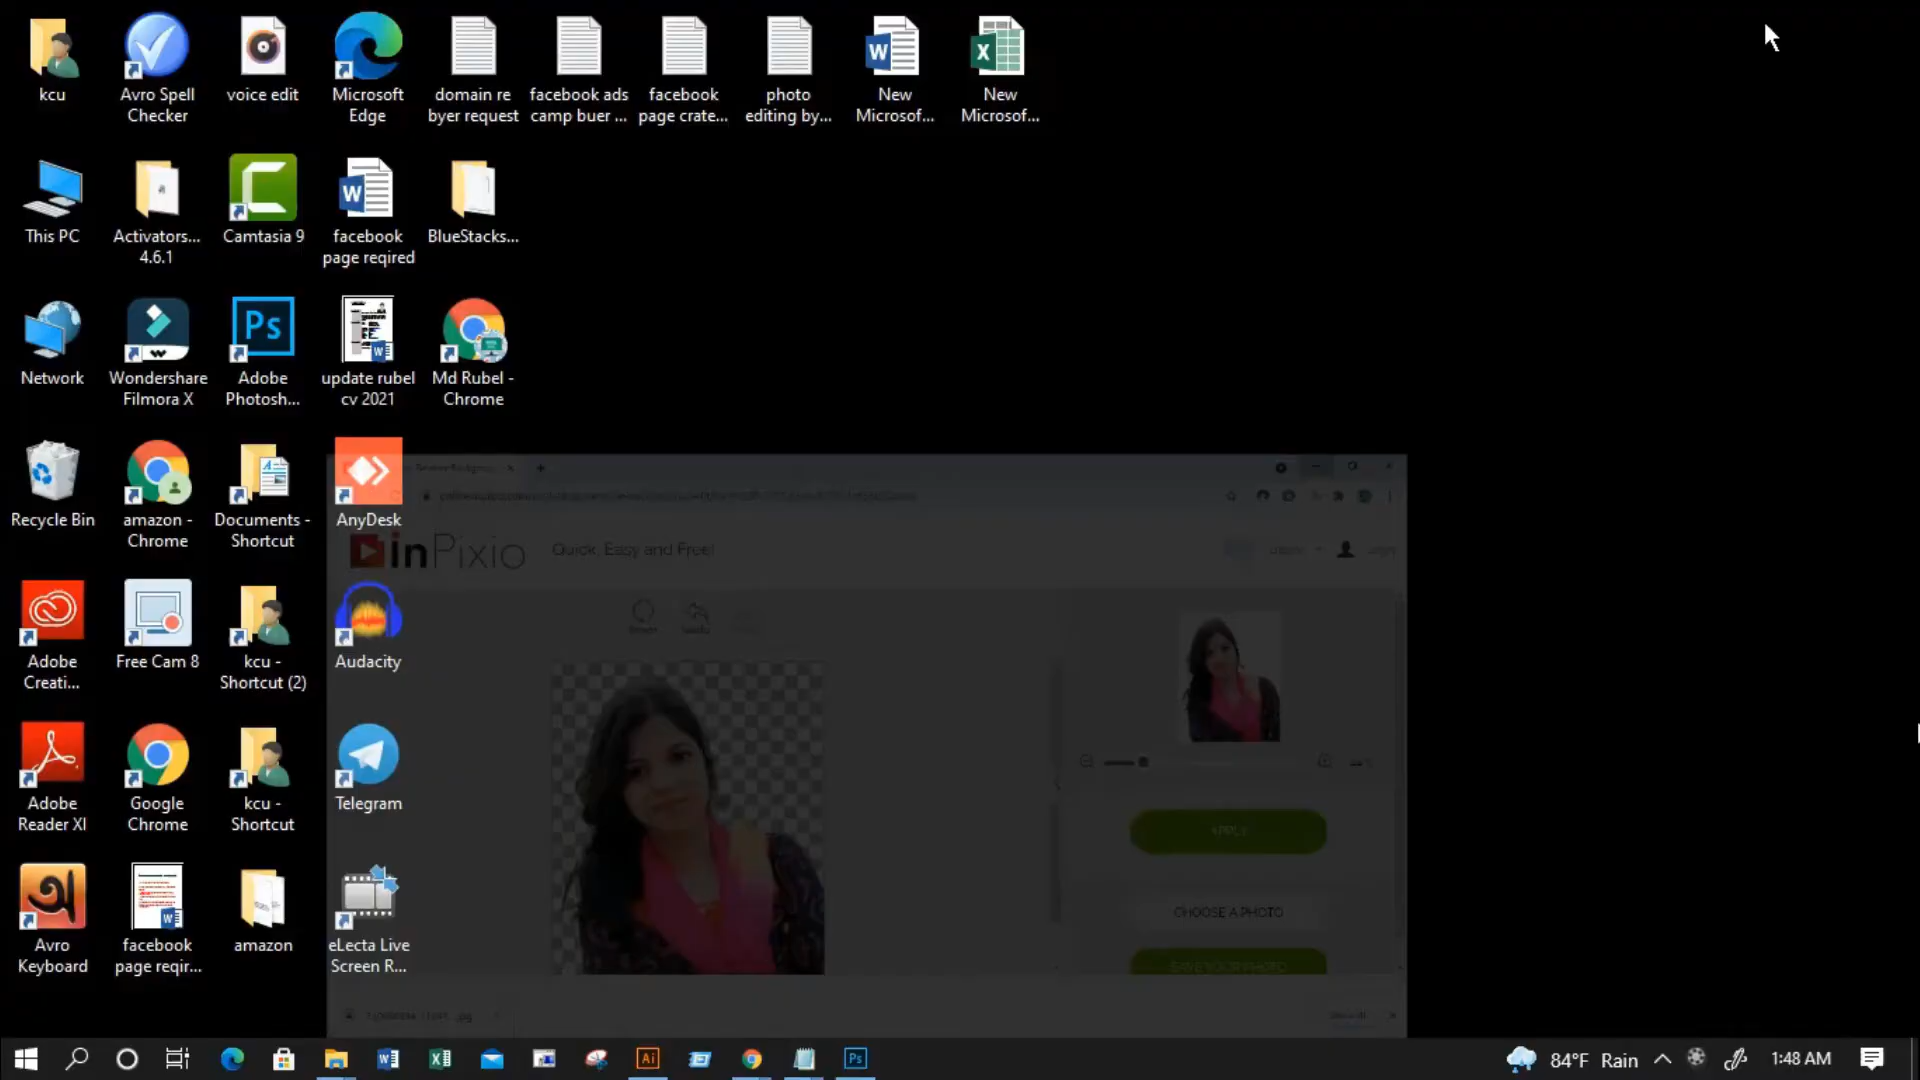 kcu
Avro Spell
Checker
voice edit
Microsoft
Edge
domain re
byer request
facebook ads
camp buer ...
facebook
page crate...
photo
editing by...
New
Microsof...
New
Microsof...
This PC
Activators...
4.6.1
Camtasia 9
facebook
page reqired
BlueStacks...
Network
Wondershare
Filmora X
Adobe
Photosh...
update rubel
cv 2021
Md Rubel -
Chrome
Recycle Bin
amazon -
Chrome
Documents -
Shortcut
AnyDesk
inPixio
Quick, Easy and Free!
Login
Adobe
Creati...
Free Cam 8
kcu -
Shortcut (2)
Audacity
Adobe
Reader XI
Google
Chrome
kcu -
Shortcut
Telegram
APPLY
CHOOSE A PHOTO
SAVE YOUR PHOTO
Avro
Keyboard
facebook
page reqir...
amazon
eLecta Live
Screen R...
84°F Rain
1:48 AM